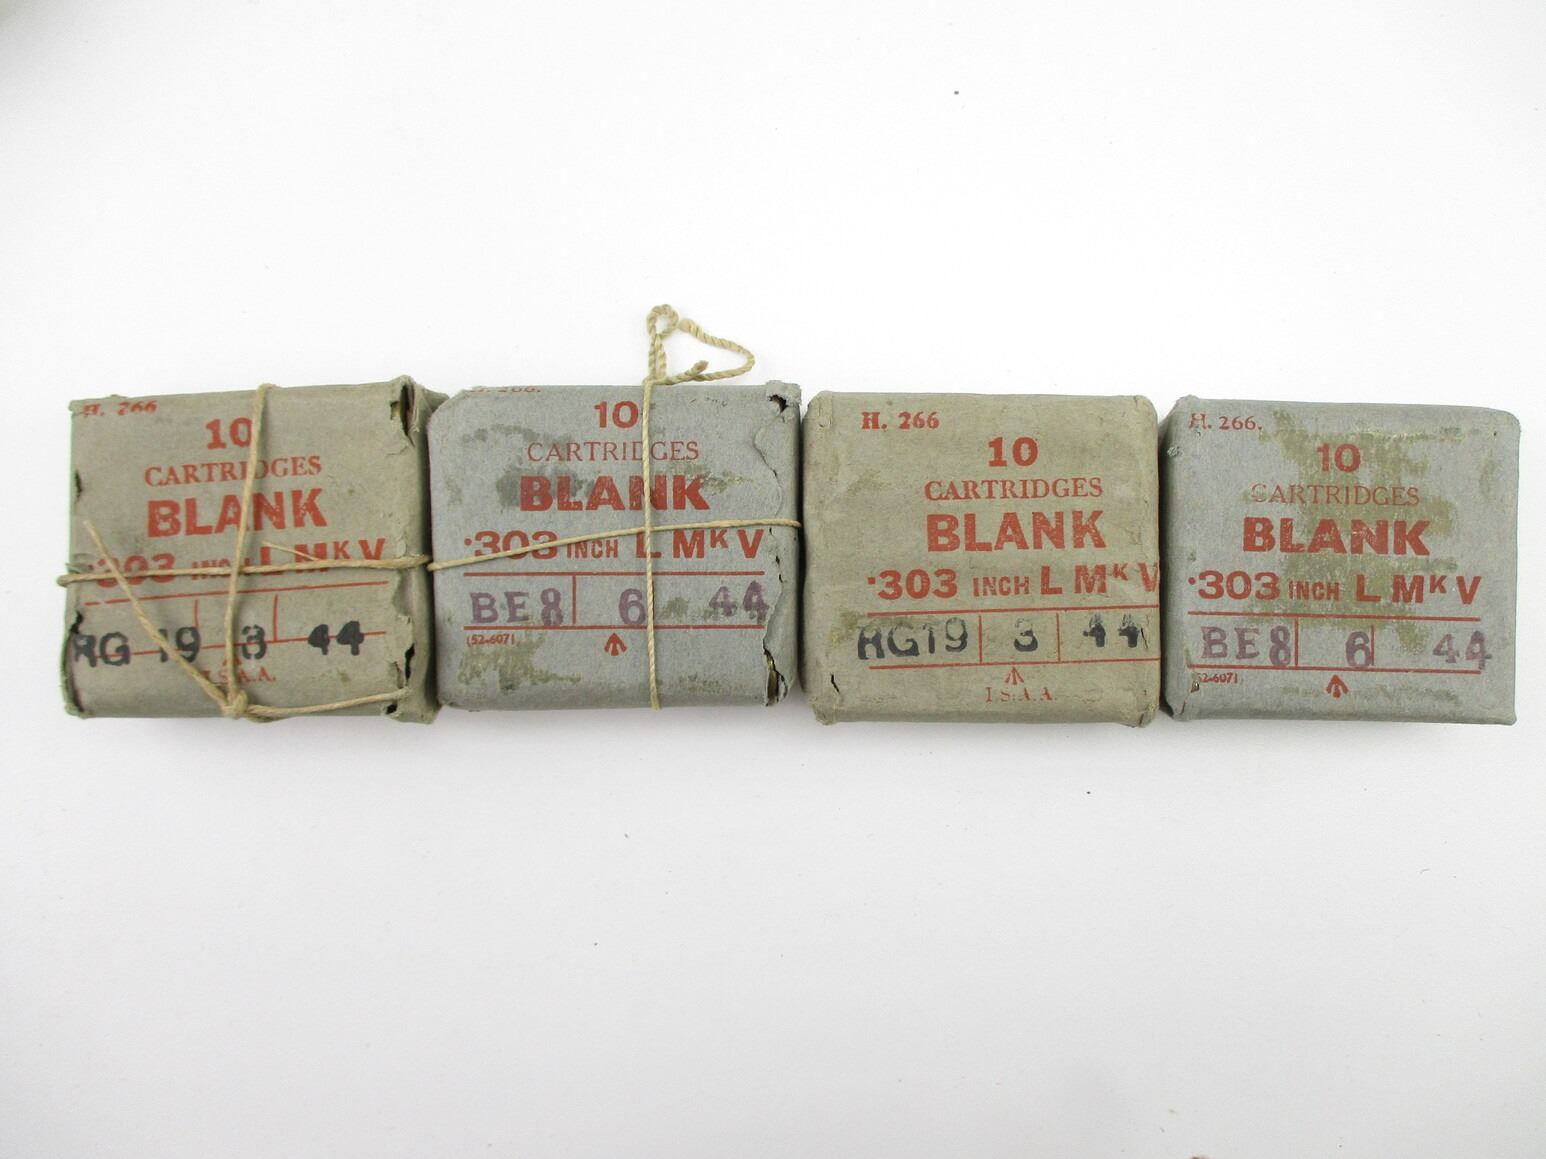 H. 266
10
CARTRIDGES
BLANK
·303 INCH L MK V
RG 19 3 44
I.S.A.A.
H. 266.
10
CARTRIDGES
BLANK
·303 INCH L MK V
BE 8 6 44
(52-6071
H. 266
10
CARTRIDGES
BLANK
·303 INCH L MK V
RG19 3 44
I.S.A.A.
H. 266.
10
CARTRIDGES
BLANK
·303 INCH L MK V
BE 8 6 44
52-6071